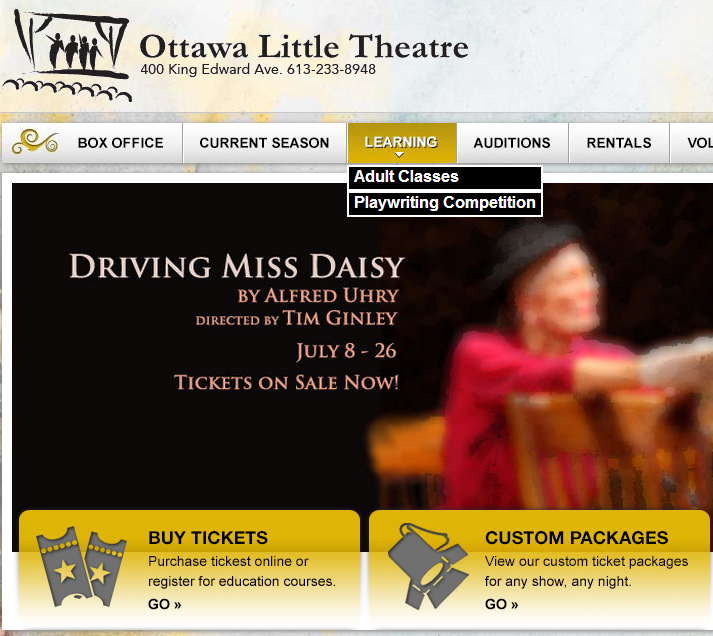 Ottawa Little Theatre
400 King Edward Ave. 613-233-8948
BOX OFFICE
CURRENT SEASON
LEARNING
AUDITIONS
RENTALS
VOL
Adult Classes
Playwriting Competition
DRIVING MISS DAISY
BY ALFRED UHRY
DIRECTED BY TIM GINLEY
JULY 8 - 26
TICKETS ON SALE NOW!
BUY TICKETS
Purchase tickest online or
register for education courses.
GO »
CUSTOM PACKAGES
View our custom ticket packages
for any show, any night.
GO »